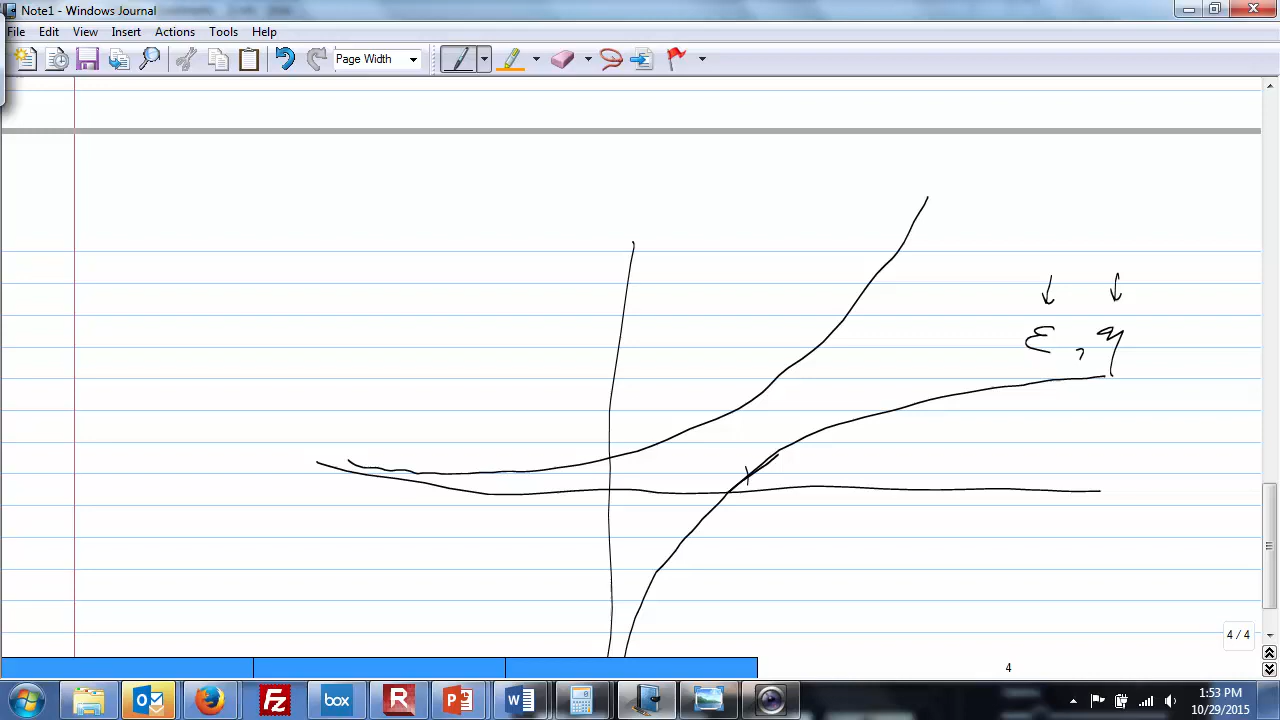 Note1 - Windows Journal
File Edit View Insert Actions Tools Help
Page Width
ε , η
4 / 4
4
box
R
1:53 PM
10/29/2015